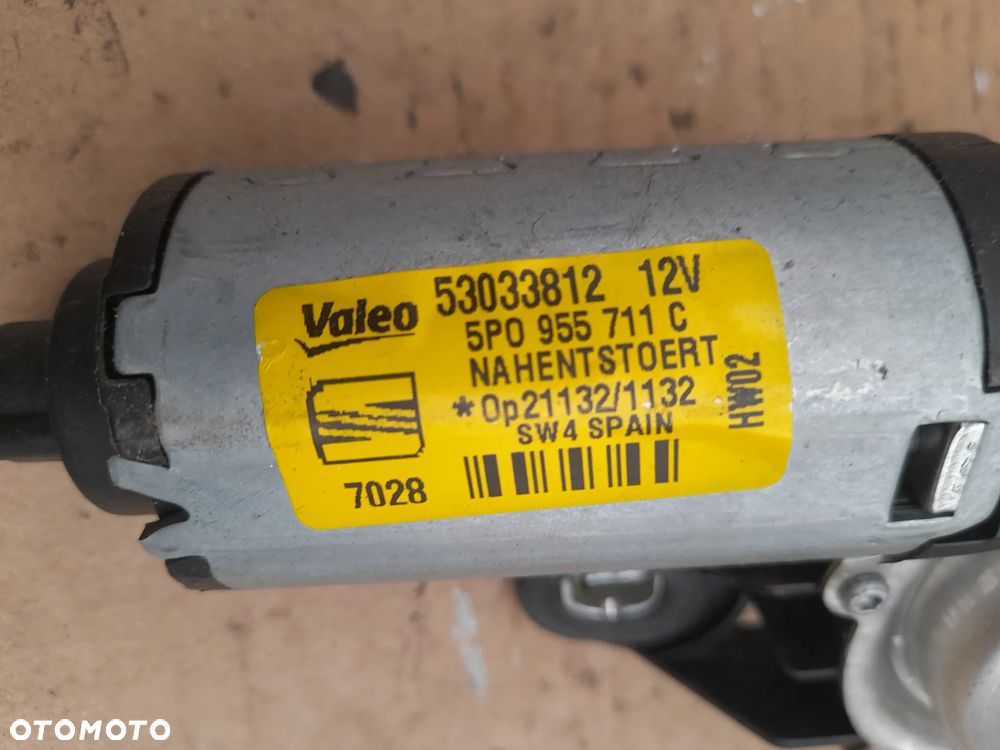 Valeo 53033812 12V
5P0 955 711 C
NAHENTSTOERT
*0p21132/1132
SW4 SPAIN
HW02
7028
OTOMOTO